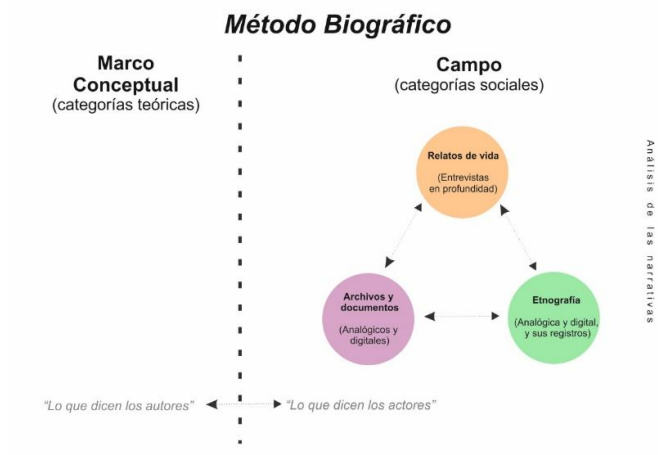 Método Biográfico
Marco
Conceptual
(categorías teóricas)
Campo
(categorías sociales)
Relatos de vida
(Entrevistas
en profundidad)
Archivos y
documentos
(Analógicos y
digitales)
Etnografía
(Analógica y digital,
y sus registros)
Análisis de las narrativas
“Lo que dicen los autores”
“Lo que dicen los actores”